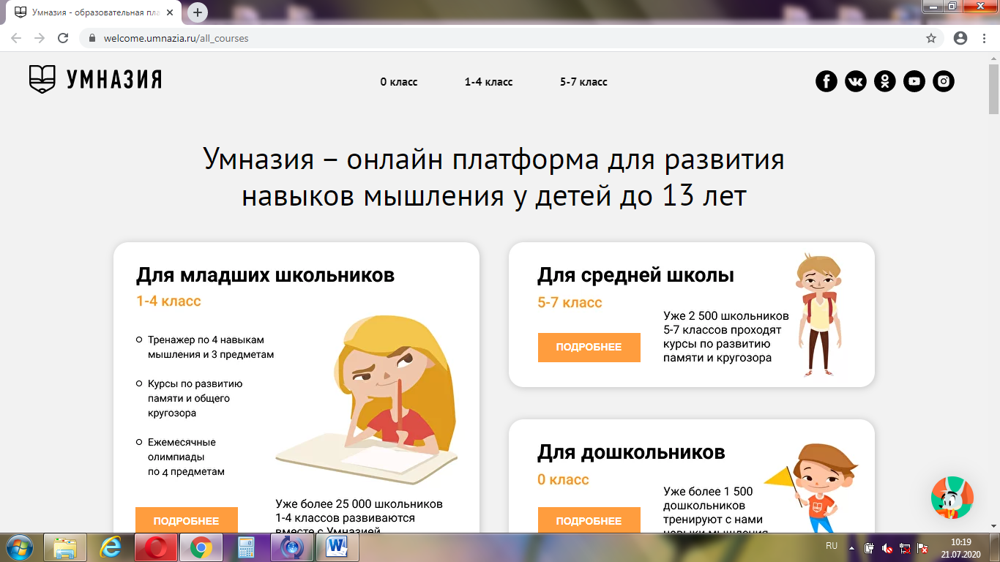 Умназия - образовательная пла
welcome.umnazia.ru/all_courses
УМНАЗИЯ
0 класс
1-4 класс
5-7 класс
Умназия – онлайн платформа для развития
навыков мышления у детей до 13 лет
Для младших школьников
1-4 класс
Тренажер по 4 навыкам
мышления и 3 предметам
Курсы по развитию
памяти и общего
кругозора
Ежемесячные
олимпиады
по 4 предметам
ПОДРОБНЕЕ
Уже более 25 000 школьников
1-4 классов развиваются
вместе с Умназией
Для средней школы
5-7 класс
ПОДРОБНЕЕ
Уже 2 500 школьников
5-7 классов проходят
курсы по развитию
памяти и кругозора
Для дошкольников
0 класс
ПОДРОБНЕЕ
Уже более 1 500
дошкольников
тренируют с нами
навыки мышления
RU
10:19
21.07.2020